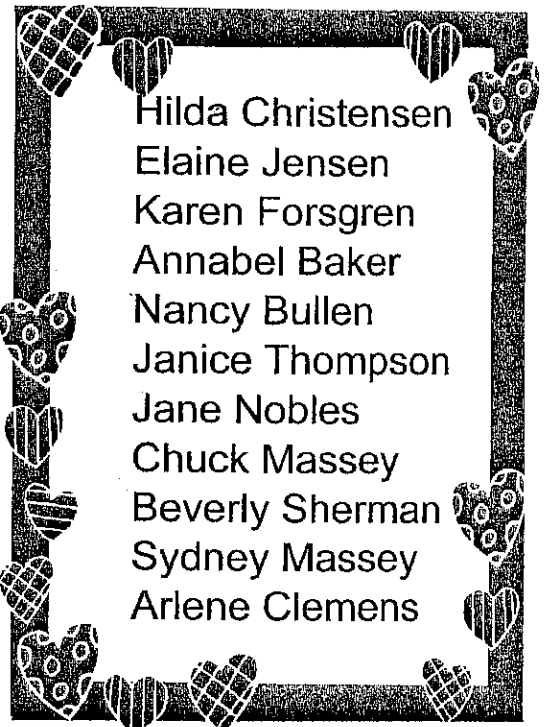 Hilda Christensen
Elaine Jensen
Karen Forsgren
Annabel Baker
Nancy Bullen
Janice Thompson
Jane Nobles
Chuck Massey
Beverly Sherman
Sydney Massey
Arlene Clemens